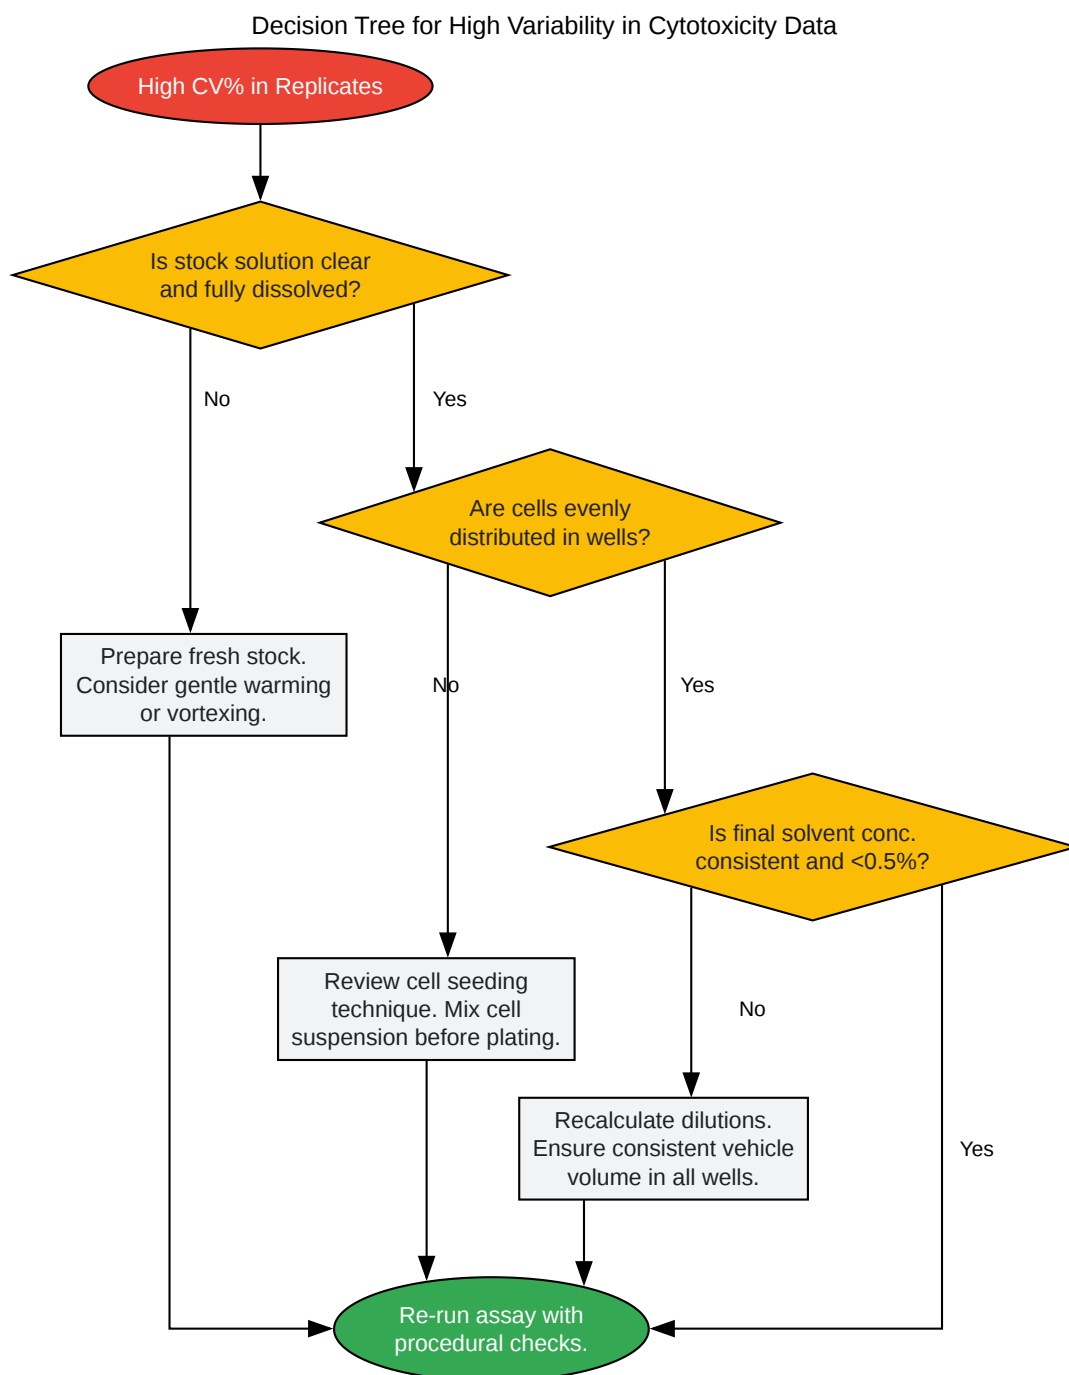 Decision Tree for High Variability in Cytotoxicity Data
High CV% in Replicates
Is stock solution clear
and fully dissolved?
No
Yes
Are cells evenly
distributed in wells?
Prepare fresh stock.
Consider gentle warming
or vortexing.
No
Yes
Is final solvent conc.
consistent and <0.5%?
Review cell seeding
technique. Mix cell
suspension before plating.
No
Recalculate dilutions.
Ensure consistent vehicle
volume in all wells.
Yes
Re-run assay with
procedural checks.